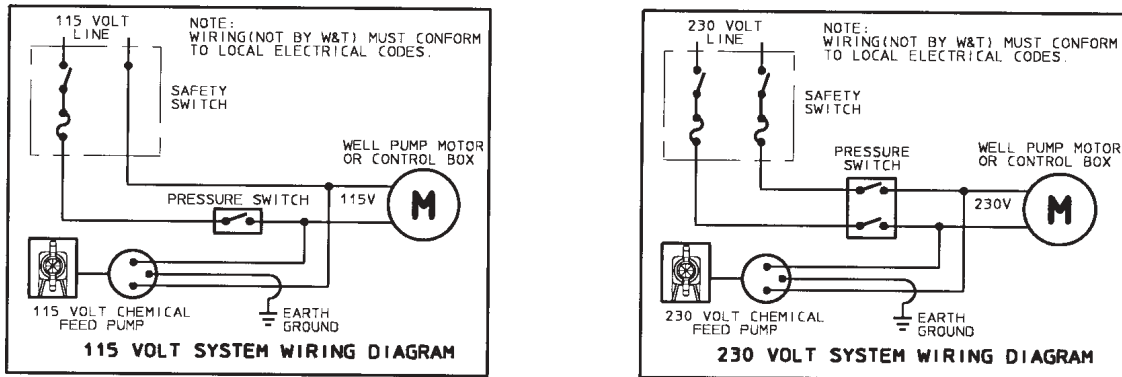 115 VOLT
LINE
NOTE:
WIRING(NOT BY W&T) MUST CONFORM
TO LOCAL ELECTRICAL CODES.
SAFETY
SWITCH
WELL PUMP MOTOR
OR CONTROL BOX
PRESSURE SWITCH
115V
M
115 VOLT CHEMICAL
FEED PUMP
EARTH
GROUND
115 VOLT SYSTEM WIRING DIAGRAM
230 VOLT
LINE
NOTE:
WIRING(NOT BY W&T) MUST CONFORM
TO LOCAL ELECTRICAL CODES.
SAFETY
SWITCH
PRESSURE
SWITCH
WELL PUMP MOTOR
OR CONTROL BOX
230V
M
230 VOLT CHEMICAL
FEED PUMP
EARTH
GROUND
230 VOLT SYSTEM WIRING DIAGRAM